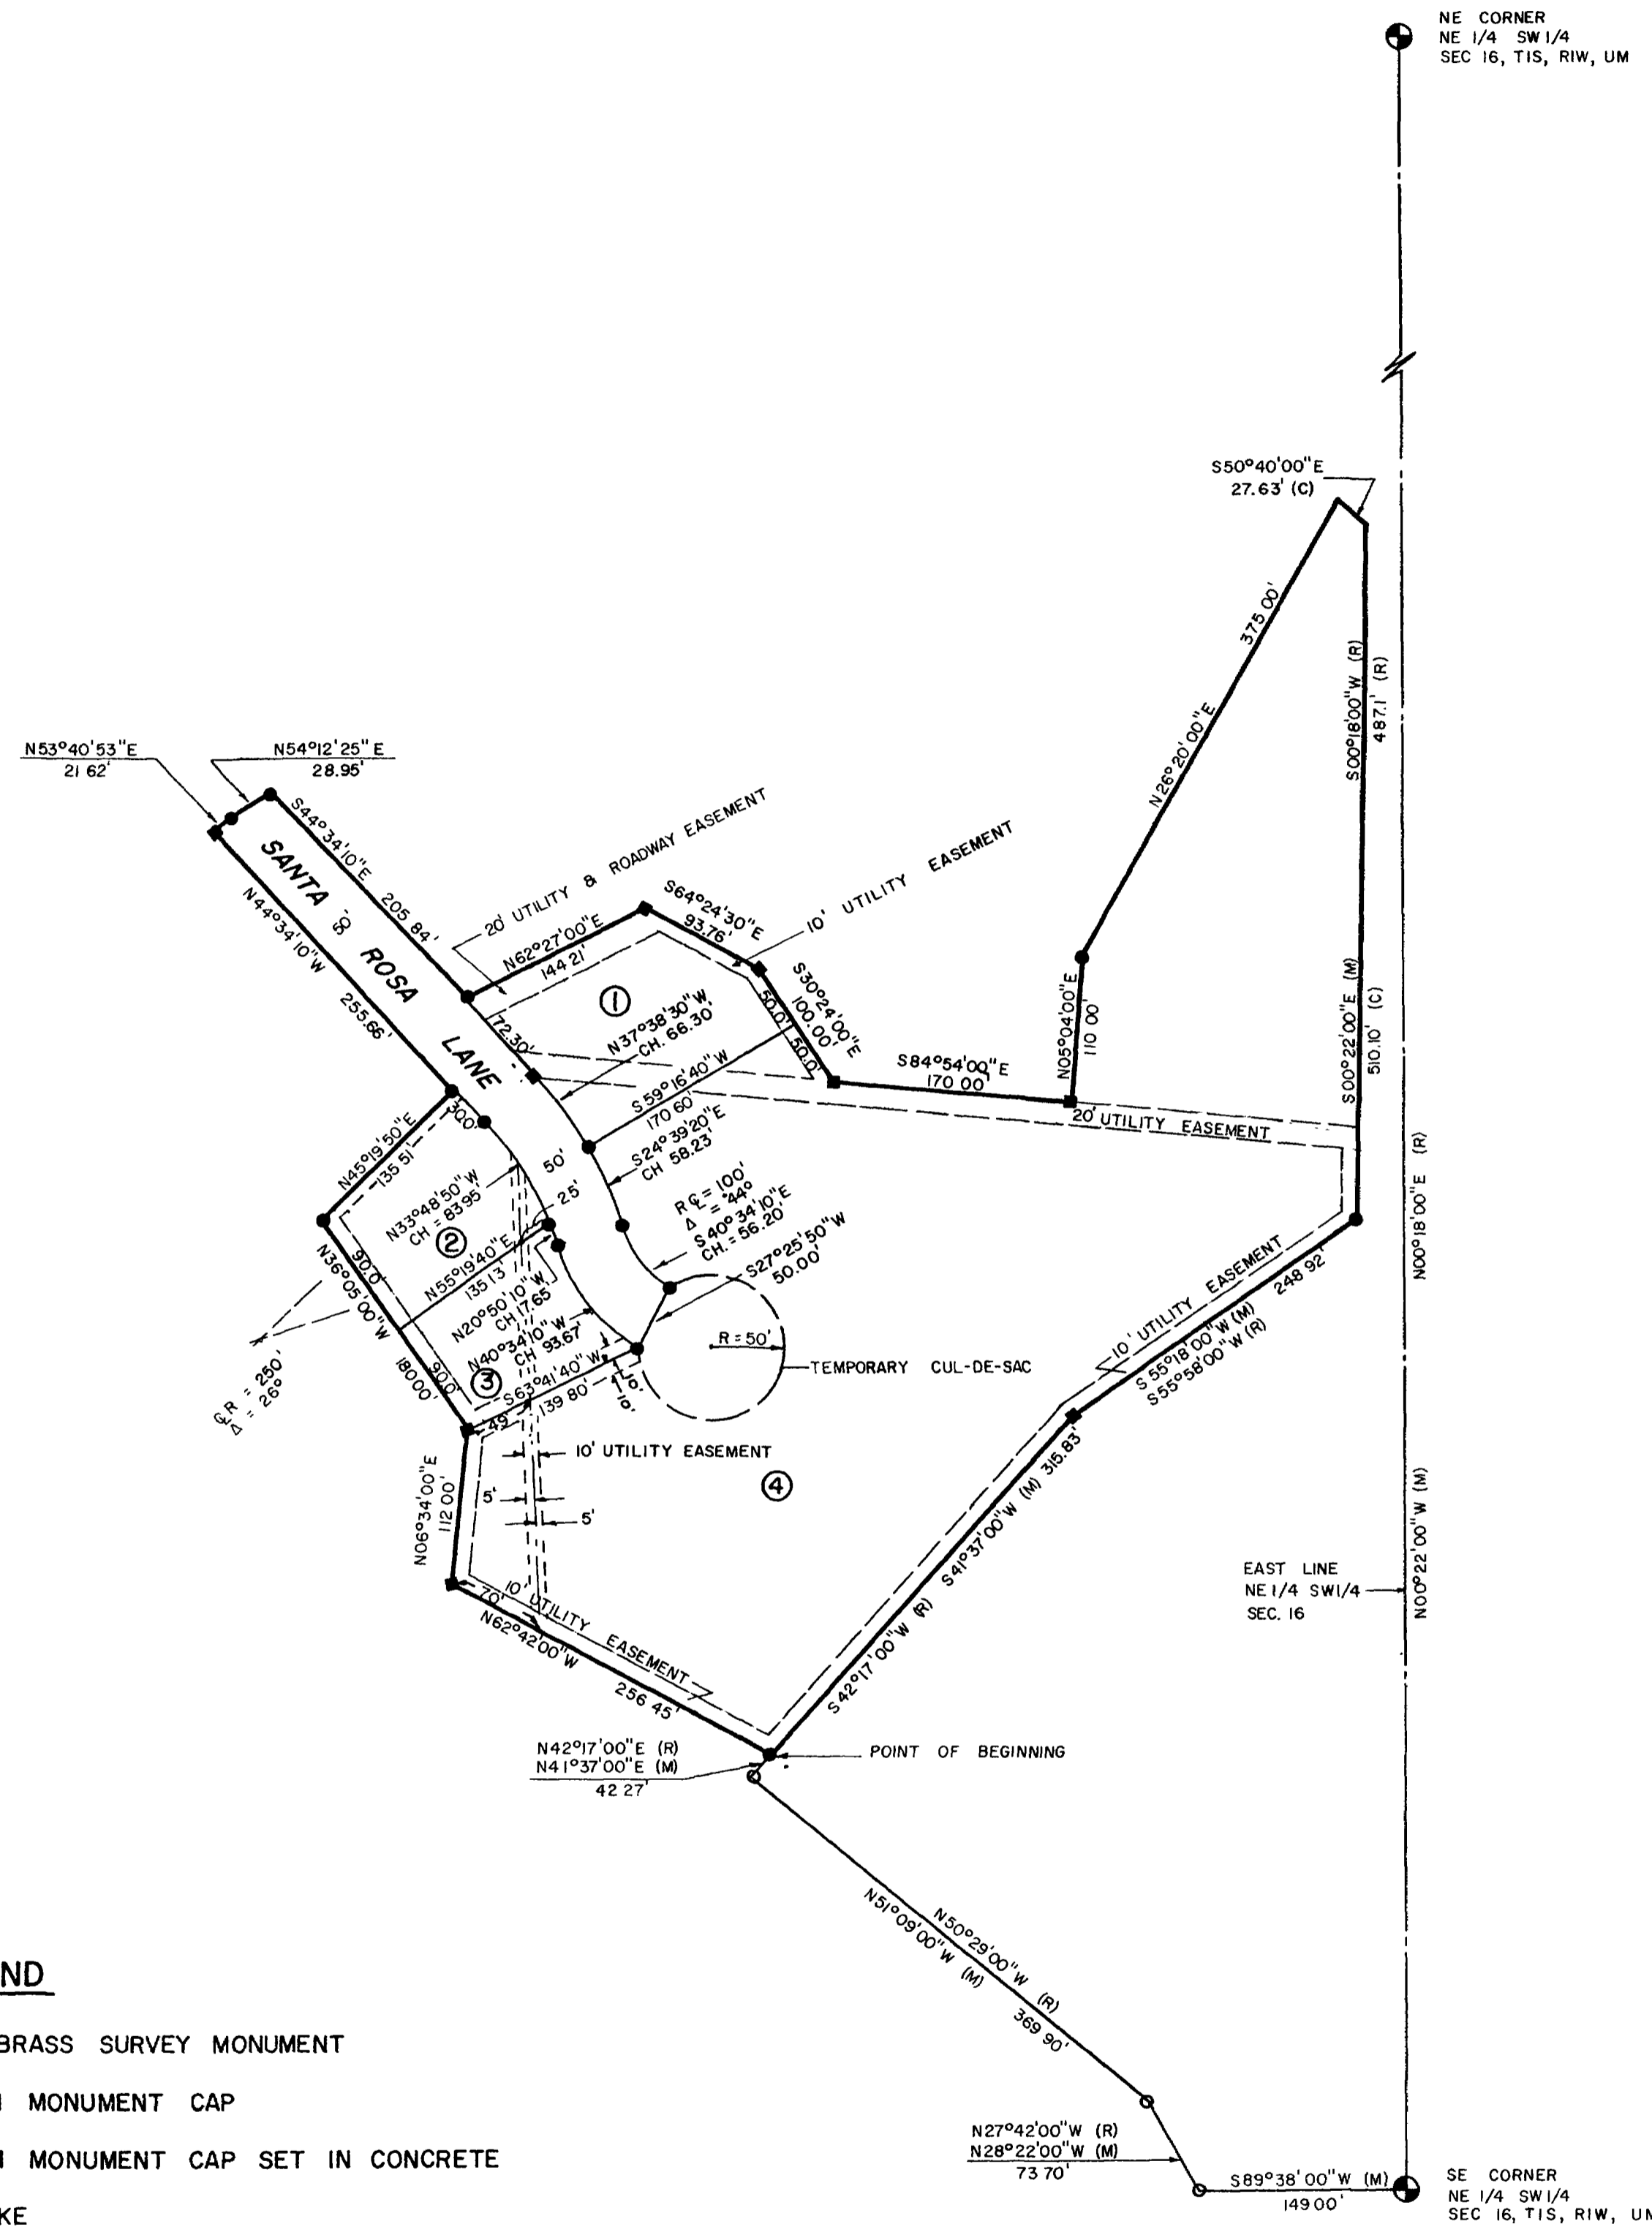 NE CORNER
NE 1/4 SW 1/4
SEC 16, T1S, R1W, UM
S50°40'00"E
27.63' (C)
375 00'
N26°20'00"E
S00°18'00"W (R)
487.1' (R)
S00°22'00"E (M)
510.10' (C)
N53°40'53"E
21 62'
N54°12'25"E
28.95'
S44°34'10"E 205 84'
SANTA ROSA LANE
50'
N44°34'10"W
255.66'
20' UTILITY & ROADWAY EASEMENT
10' UTILITY EASEMENT
N62°27'00"E
144 21'
S64°24'30"E
93.76'
S30°24'00"E
100.00'
50.0'
50.0'
1
72.30'
N37°38'30"W
CH. 66.30'
S59°16'40"W
170 60'
S24°39'20"E
CH 58.23'
S84°54'00"E
170 00'
N05°04'00"E
110 00'
20' UTILITY EASEMENT
30.0'
N45°19'50"E
135 51'
50'
25'
N33°48'50"W
CH = 83.95'
2
R ℄ = 100'
Δ = 44°
S40°34'10"E
CH. = 56.20'
S27°25'50"W
50.00'
N55°19'40"E
135 13'
N20°50'10"W
CH 17.65
N40°34'10"W
CH 93.67'
3
90.0'
90.0'
N36°05'00"W
180 00'
℄ R = 250'
Δ = 26°
S63°41'40"W
139 80'
10'
10'
49'
R = 50'
TEMPORARY CUL-DE-SAC
10' UTILITY EASEMENT
S55°18'00"W (M)
S55°58'00"W (R)
248 92'
N00°18'00"E (R)
N00°22'00"W (M)
10' UTILITY EASEMENT
5'
5'
4
N06°34'00"E
112 00'
S41°37'00"W (M) 315.83'
S42°17'00"W (R)
EAST LINE
NE 1/4 SW1/4
SEC. 16
70'
10' UTILITY EASEMENT
N62°42'00"W
256 45'
N42°17'00"E (R)
N41°37'00"E (M)
42 27'
POINT OF BEGINNING
N50°29'00"W (R)
N51°09'00"W (M)
369 90'
N27°42'00"W (R)
N28°22'00"W (M)
73 70'
S89°38'00"W (M)
149 00'
SE CORNER
NE 1/4 SW 1/4
SEC 16, T1S, R1W, UM
ND
BRASS SURVEY MONUMENT
MONUMENT CAP
MONUMENT CAP SET IN CONCRETE
KE